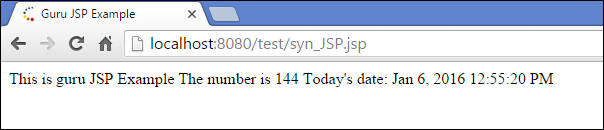 Guru JSP Example
localhost:8080/test/syn_JSP.jsp
This is guru JSP Example The number is 144 Today's date: Jan 6, 2016 12:55:20 PM